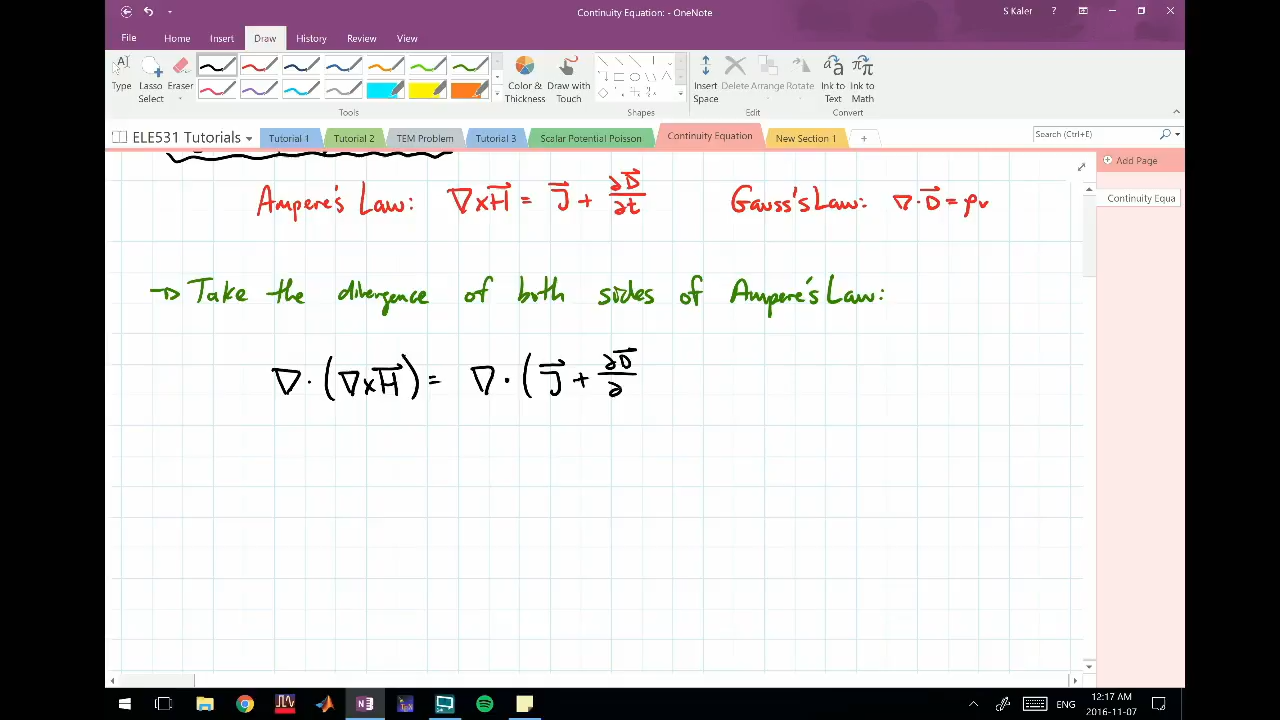 Continuity Equation: - OneNote
S Kaler ?
File Home Insert Draw History Review View
Type Lasso Select Eraser Color & Thickness Draw with Touch Insert Space Delete Arrange Rotate Ink to Text Ink to Math
Tools Shapes Edit Convert
ELE531 Tutorials Tutorial 1 Tutorial 2 TEM Problem Tutorial 3 Scalar Potential Poisson Continuity Equation New Section 1 + Search (Ctrl+E)
Add Page
Continuity Equa
Ampere's Law: ∇×H⃗ = J⃗ + ∂D⃗/∂t Gauss's Law: ∇·D⃗ = ρv
→ Take the divergence of both sides of Ampere's Law:
∇·(∇×H⃗) = ∇·(J⃗ + ∂D⃗/∂
ENG 12:17 AM
2016-11-07